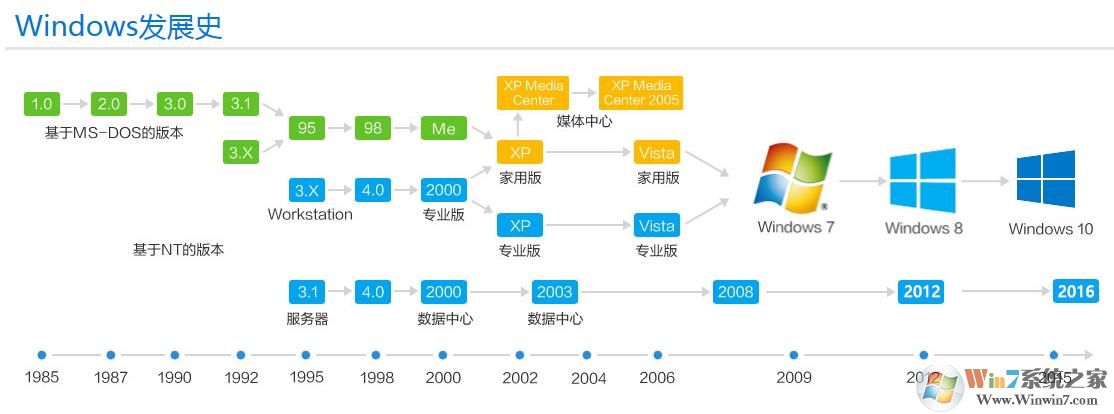 Windows发展史
XP Media
Center
XP Media
Center 2005
媒体中心
1.0
2.0
3.0
3.1
基于MS-DOS的版本
3.X
95
98
Me
XP
家用版
Vista
家用版
3.X
Workstation
4.0
2000
专业版
XP
专业版
Vista
专业版
Windows 7
Windows 8
Windows 10
基于NT的版本
3.1
服务器
4.0
2000
数据中心
2003
数据中心
2008
2012
2016
1985
1987
1990
1992
1995
1998
2000
2002
2004
2006
2009
2012
2015
Win7系统之家
Www.Winwin7.com